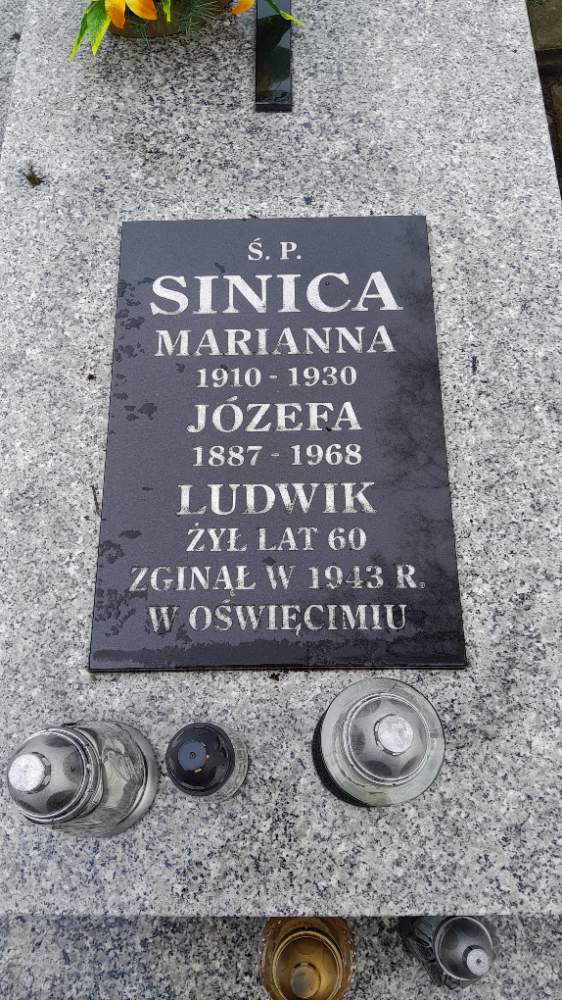 Ś. P.
SINICA
MARIANNA
1910 - 1930
JÓZEFA
1887 - 1968
LUDWIK
ŻYŁ LAT 60
ZGINĄŁ W 1943 R.
W OŚWIĘCIMIU